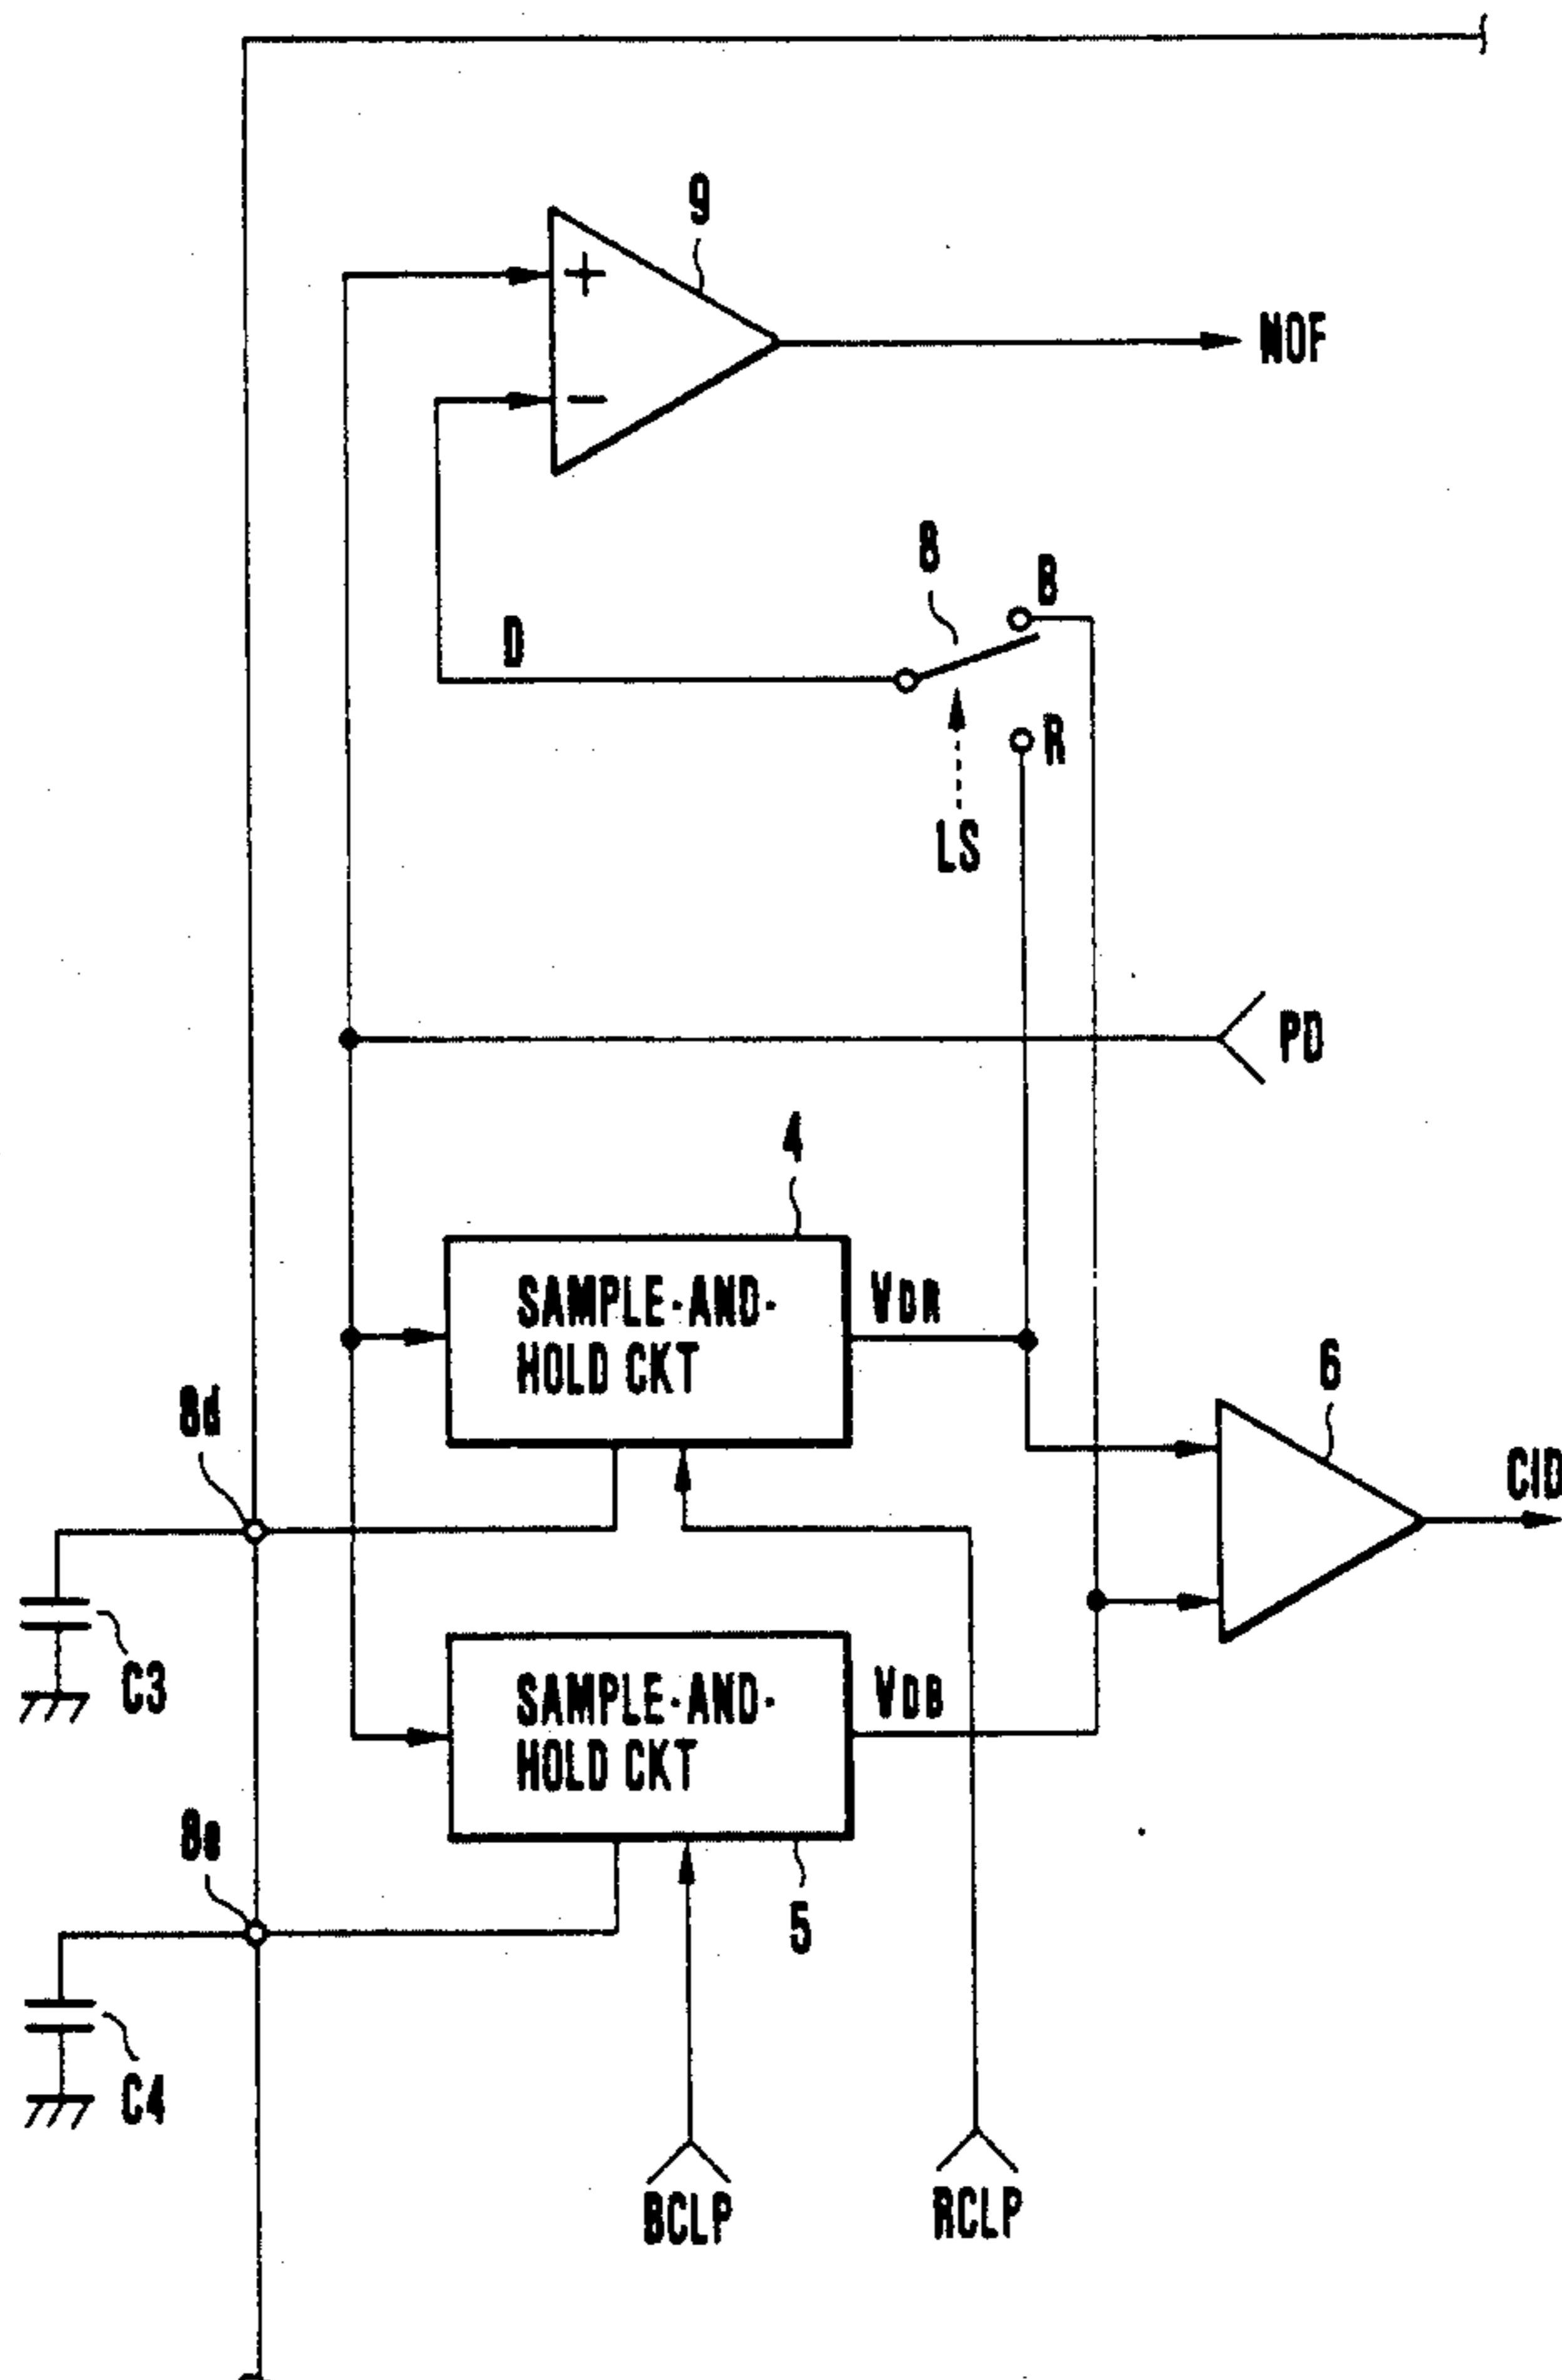 9
+
NOF
−
8
B
D
R
LS
PD
4
SAMPLE-AND-
HOLD CKT
VDR
6
8d
CID
C3
SAMPLE-AND-
HOLD CKT
VDB
8e
5
C4
BCLP
RCLP